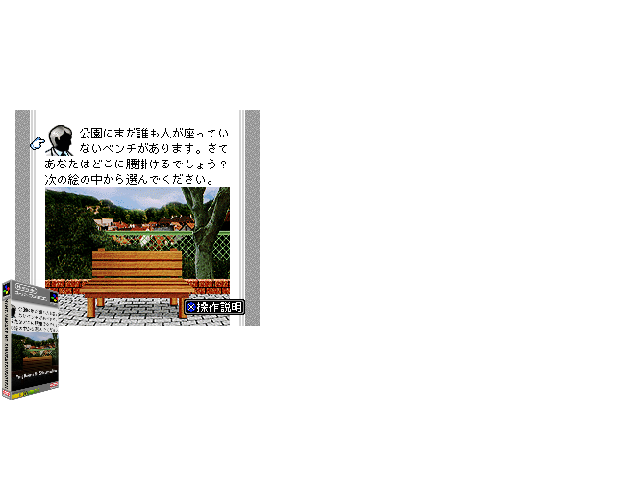 公園にまだ誰も人が座ってい
ないベンチがあります。さて
あなたはどこに腰掛けるでしょう?
次の絵の中から選んでください。
操作説明